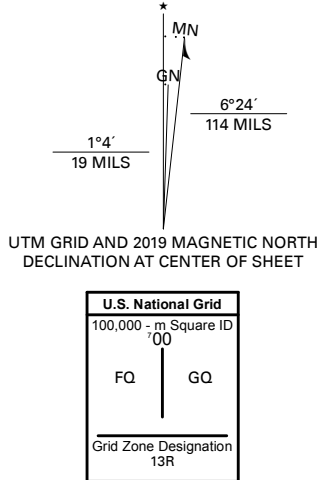 ★
MN
GN
6°24´
114 MILS
1°4´
19 MILS
UTM GRID AND 2019 MAGNETIC NORTH
DECLINATION AT CENTER OF SHEET
U.S. National Grid
100,000 - m Square ID
⁷00
FQ GQ
Grid Zone Designation
13R